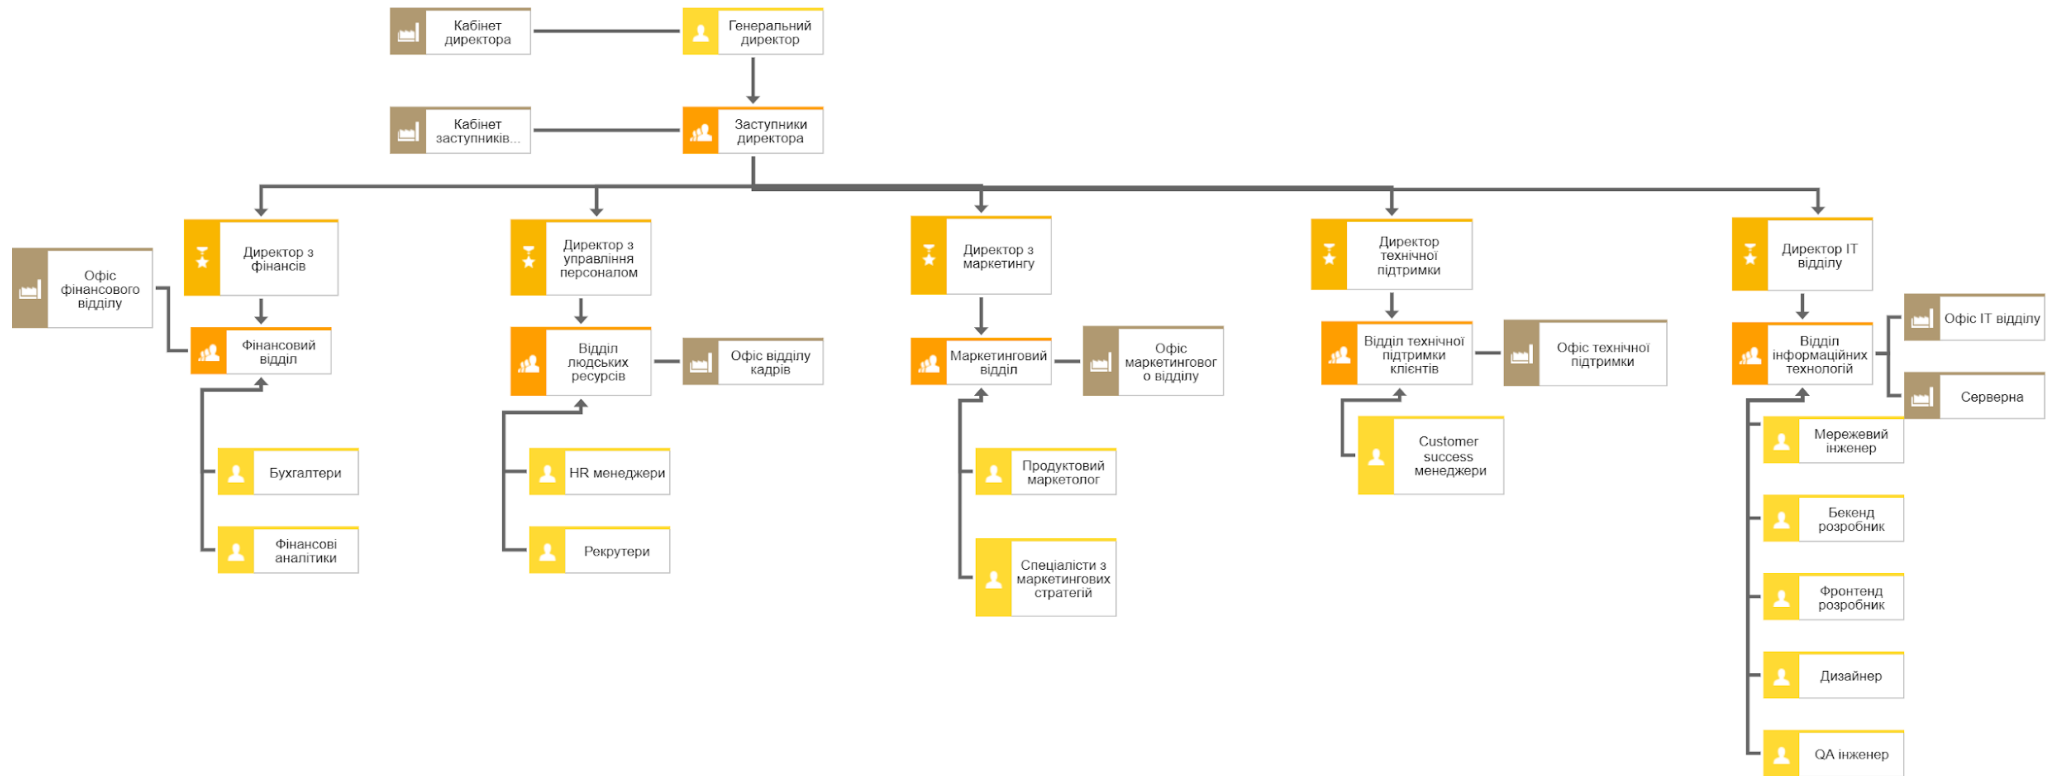 Кабінет
директора
Генеральний
директор
Кабінет
заступників...
Заступники
директора
Офіс
фінансового
відділу
Директор з
фінансів
Фінансовий
відділ
Бухгалтери
Фінансові
аналітики
Директор з
управління
персоналом
Відділ
людських
ресурсів
Офіс відділу
кадрів
HR менеджери
Рекрутери
Директор з
маркетингу
Маркетинговий
відділ
Офіс
маркетинговог
о відділу
Продуктовий
маркетолог
Спеціалісти з
маркетингових
стратегій
Директор
технічної
підтримки
Відділ технічної
підтримки
клієнтів
Офіс технічної
підтримки
Customer
success
менеджери
Директор ІТ
відділу
Відділ
інформаційних
технологій
Офіс ІТ відділу
Серверна
Мережевий
інженер
Бекенд
розробник
Фронтенд
розробник
Дизайнер
QA інженер